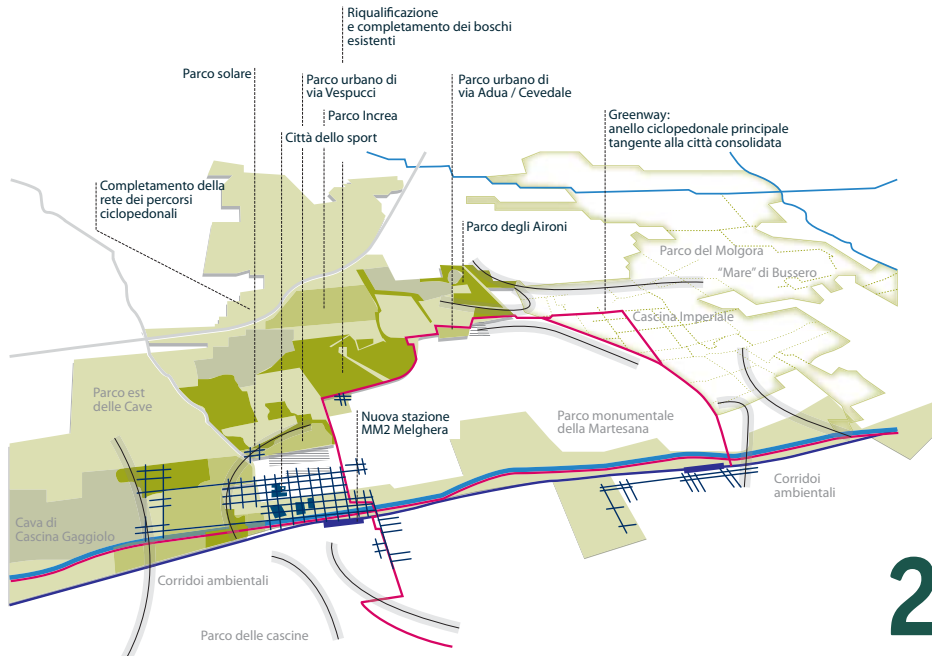 Riqualificazione
e completamento dei boschi
esistenti
Parco solare
Parco urbano di
via Vespucci
Parco urbano di
via Adua / Cevedale
Parco Increa
Città dello sport
Greenway:
anello ciclopedonale principale
tangente alla città consolidata
Completamento della
rete dei percorsi
ciclopedonali
Parco degli Aironi
Parco del Molgora
“Mare” di Bussero
Cascina Imperiale
Parco est
delle Cave
Nuova stazione
MM2 Melghera
Parco monumentale
della Martesana
Corridoi
ambientali
Cava di
Cascina Gaggiolo
Corridoi ambientali
Parco delle cascine
2